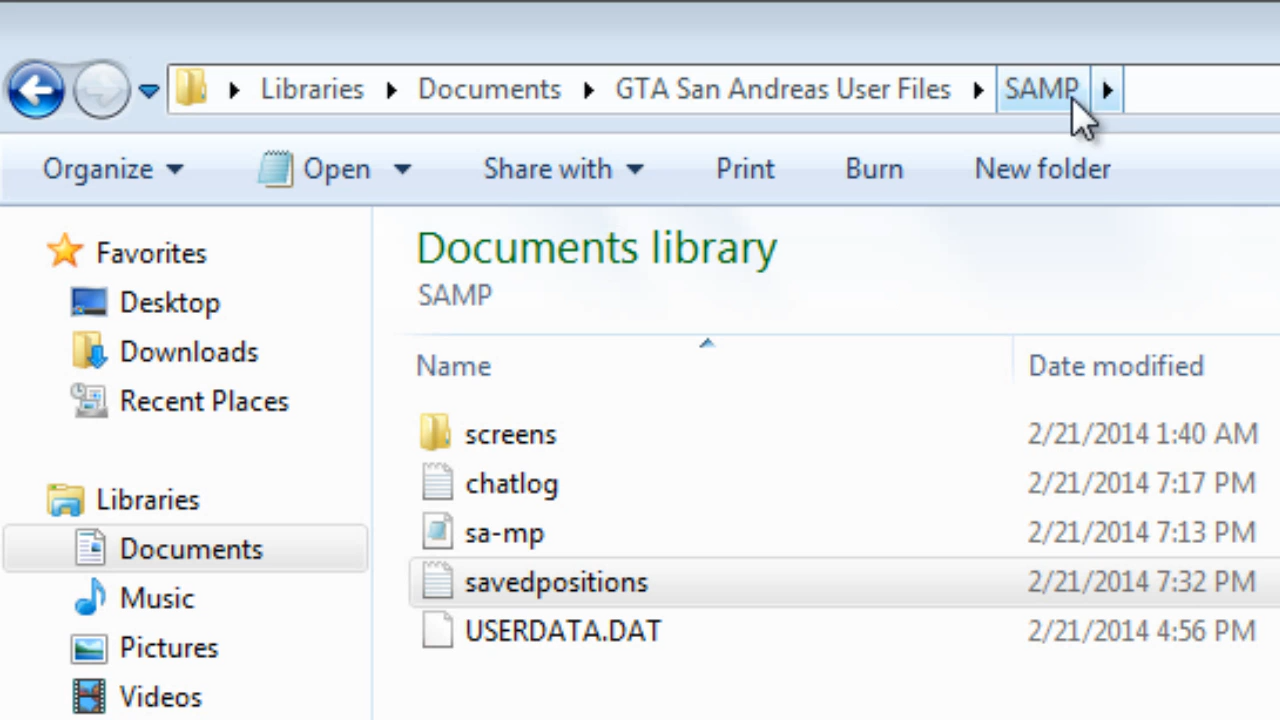 Libraries Documents GTA San Andreas User Files SAMP
Organize Open Share with Print Burn New folder
Favorites
Desktop
Downloads
Recent Places
Libraries
Documents
Music
Pictures
Videos
Documents library
SAMP
Name Date modified
screens 2/21/2014 1:40 AM
chatlog 2/21/2014 7:17 PM
sa-mp 2/21/2014 7:13 PM
savedpositions 2/21/2014 7:32 PM
USERDATA.DAT 2/21/2014 4:56 PM